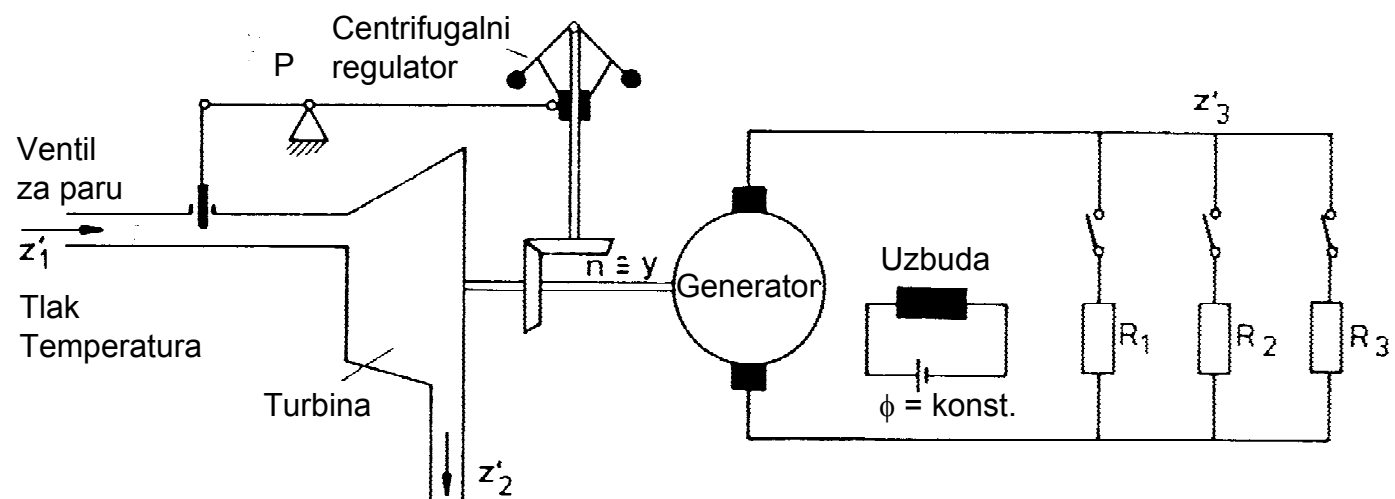 Centrifugalni
regulator
P
z'₃
Ventil
za paru
z'₁
n ≙ y
Generator
Uzbuda
R₁
R₂
R₃
Tlak
Temperatura
Turbina
ϕ = konst.
z'₂